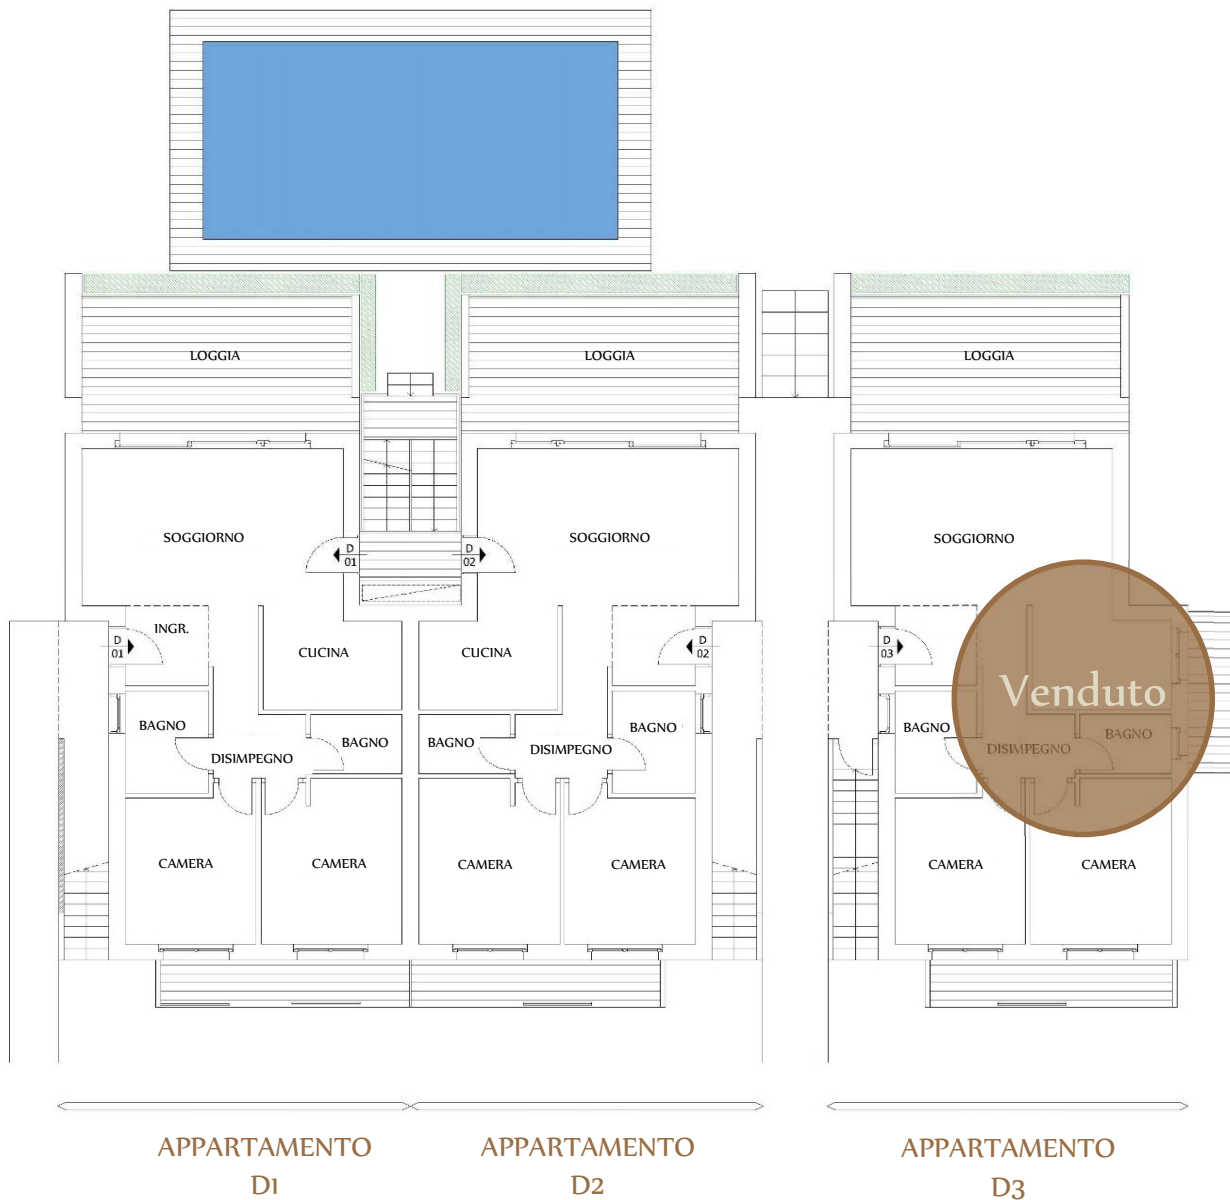 LOGGIA
LOGGIA
LOGGIA
SOGGIORNO
SOGGIORNO
SOGGIORNO
D
01
D
02
INGR.
D
01
CUCINA
CUCINA
D
02
D
03
Venduto
BAGNO
BAGNO
BAGNO
BAGNO
BAGNO
BAGNO
DISIMPEGNO
DISIMPEGNO
DISIMPEGNO
CAMERA
CAMERA
CAMERA
CAMERA
CAMERA
CAMERA
APPARTAMENTO
D1
APPARTAMENTO
D2
APPARTAMENTO
D3